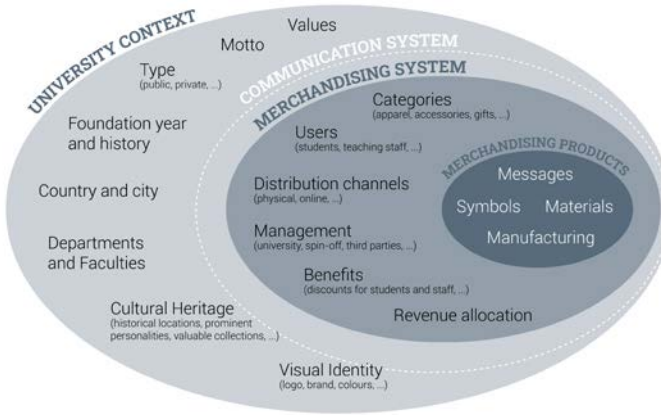 UNIVERSITY CONTEXT
Values
Motto
Type
(public, private, ...)
Foundation year
and history
Country and city
Departments
and Faculties
Cultural Heritage
(historical locations, prominent
personalities, valuable collections, ...)
Visual Identity
(logo, brand, colours, ...)
COMMUNICATION SYSTEM
MERCHANDISING SYSTEM
Categories
(apparel, accessories, gifts, ...)
Users
(students, teaching staff, ...)
Distribution channels
(physical, online, ...)
Management
(university, spin-off, third parties, ...)
Benefits
(discounts for students and staff, ...)
Revenue allocation
MERCHANDISING PRODUCTS
Messages
Symbols Materials
Manufacturing